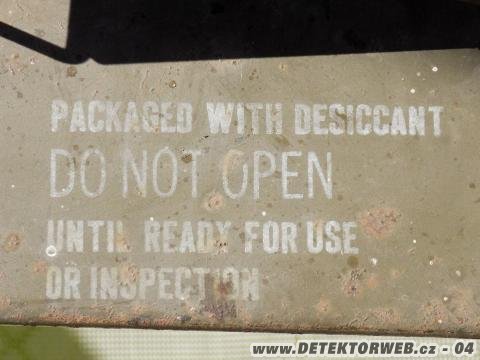 PACKAGED WITH DESICCANT
DO NOT OPEN
UNTIL READY FOR USE
OR INSPECTION
www.DETEKTORWEB.cz - 04